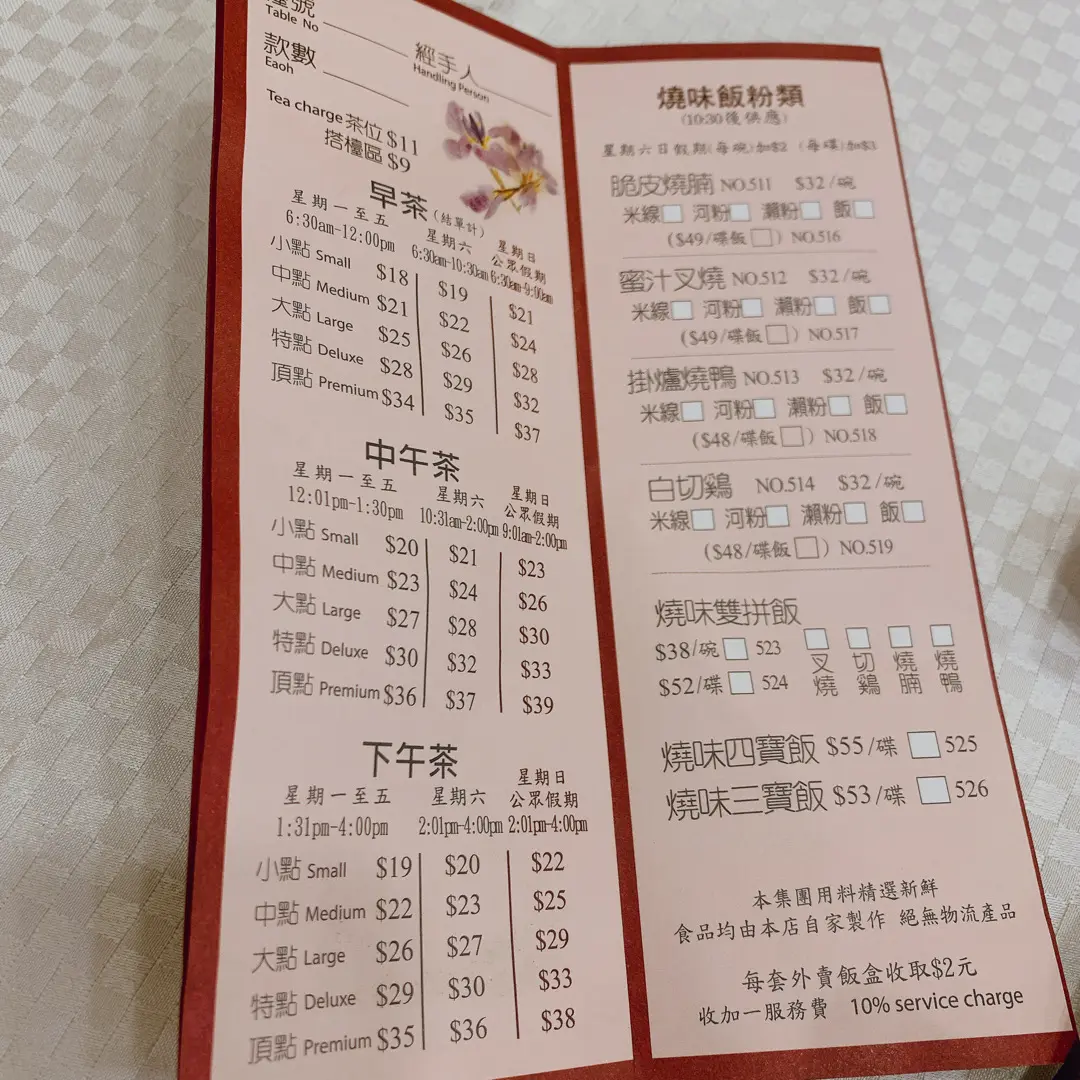 檯號
Table No
經手人
Handling Person
款數
Eaoh
Tea charge 茶位 $11
搭檯區 $9
早茶 (結單計)
星期一至五 星期六 星期日
公眾假期
6:30am~12:00pm 6:30am-10:30am 6:30am-9:00am
小點 Small $18 $19 $21
中點 Medium $21 $22 $24
大點 Large $25 $26 $28
特點 Deluxe $28 $29 $32
頂點 Premium $34 $35 $37
中午茶
星期一至五 星期六 星期日
公眾假期
12:01pm-1:30pm 10:31am-2:00pm 9:01am-2:00pm
小點 Small $20 $21 $23
中點 Medium $23 $24 $26
大點 Large $27 $28 $30
特點 Deluxe $30 $32 $33
頂點 Premium $36 $37 $39
下午茶
星期一至五 星期六 星期日
公眾假期
1:31pm-4:00pm 2:01pm-4:00pm 2:01pm-4:00pm
小點 Small $19 $20 $22
中點 Medium $22 $23 $25
大點 Large $26 $27 $29
特點 Deluxe $29 $30 $33
頂點 Premium $35 $36 $38
燒味飯粉類
(10:30後供應)
星期六日假期(每碗)加$2 (每碟)加$3
脆皮燒腩 NO.511 $32/碗
米線 河粉 瀨粉 飯
($49/碟飯) NO.516
蜜汁叉燒 NO.512 $32/碗
米線 河粉 瀨粉 飯
($49/碟飯) NO.517
掛爐燒鴨 NO.513 $32/碗
米線 河粉 瀨粉 飯
($48/碟飯) NO.518
白切鷄 NO.514 $32/碗
米線 河粉 瀨粉 飯
($48/碟飯) NO.519
燒味雙拼飯
$38/碗 523
$52/碟 524
叉燒 切鷄 燒腩 燒鴨
燒味四寶飯 $55/碟 525
燒味三寶飯 $53/碟 526
本集團用料精選新鮮
食品均由本店自家製作 絕無物流產品
每套外賣飯盒收取$2元
收加一服務費 10% service charge